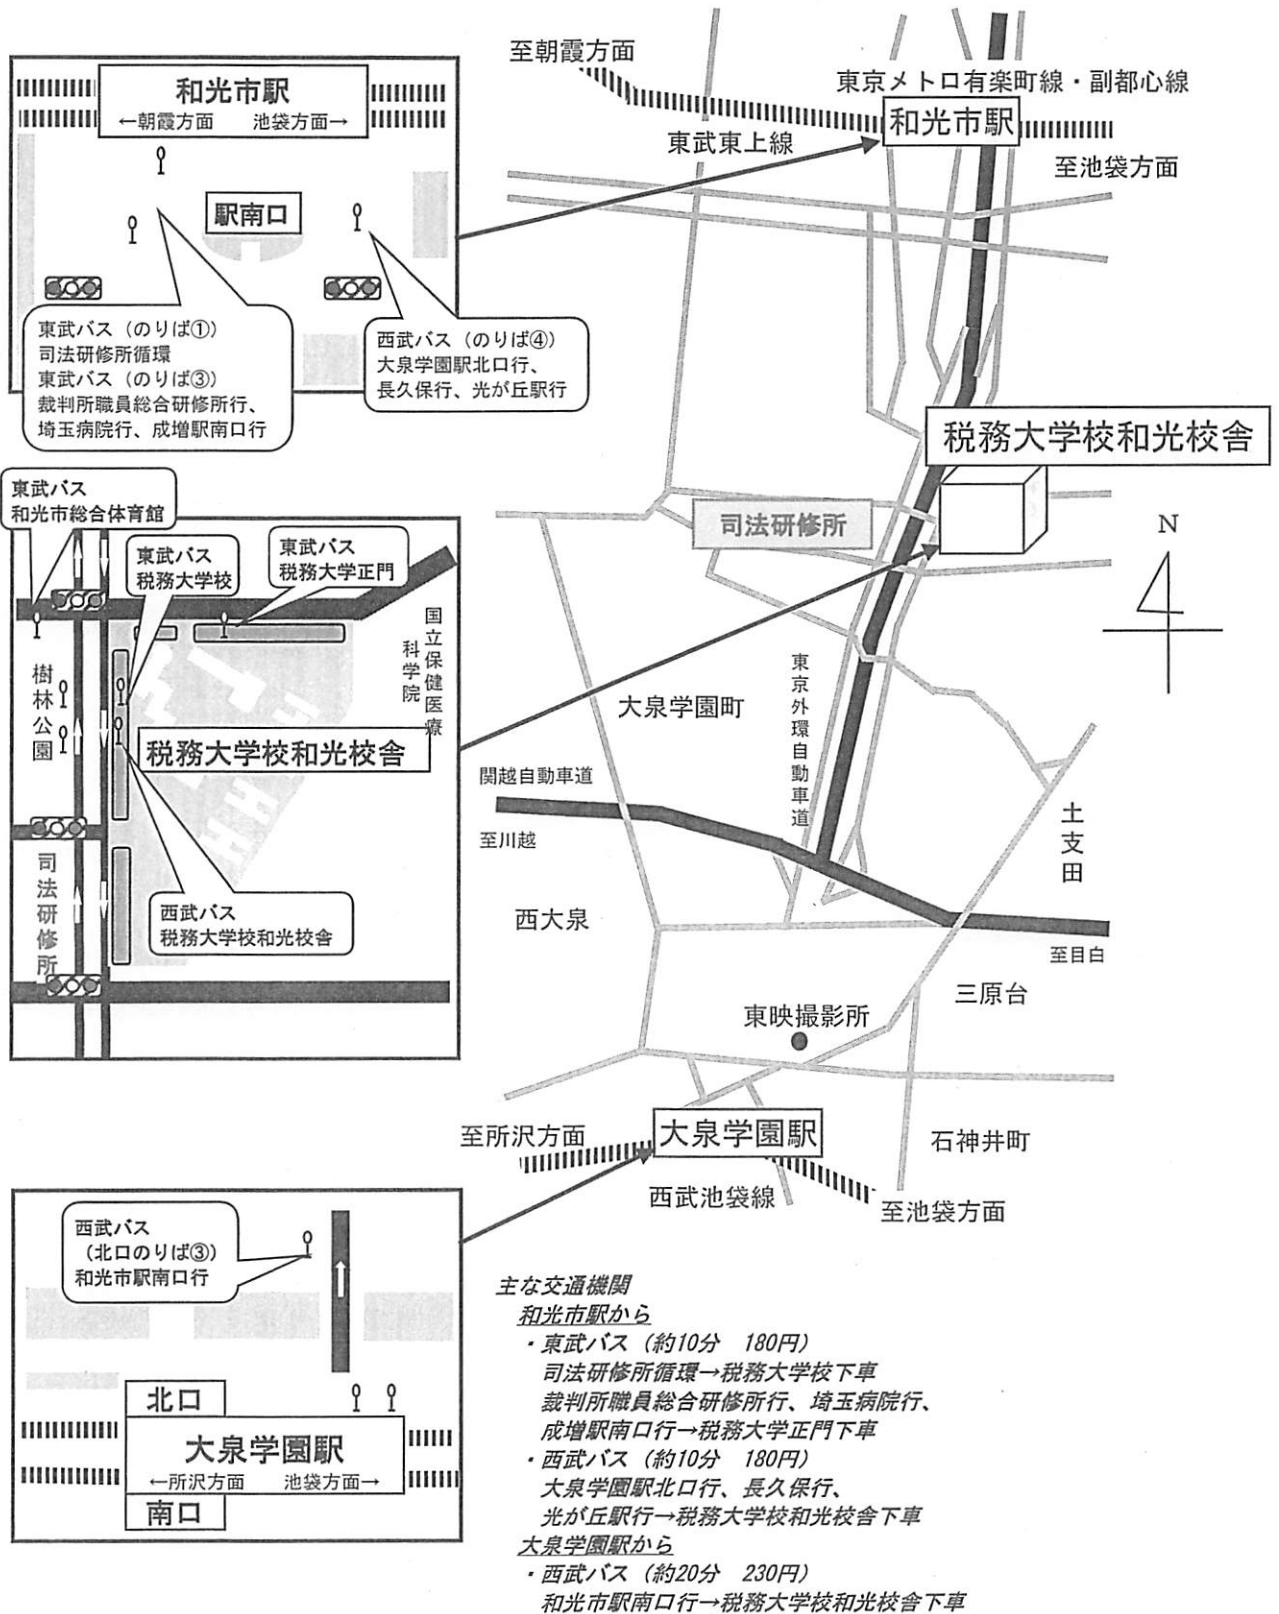 至朝霞方面
東京メトロ有楽町線・副都心線
和光市駅
東武東上線
至池袋方面
和光市駅
←朝霞方面　池袋方面→
駅南口
東武バス（のりば①）
司法研修所循環
東武バス（のりば③）
裁判所職員総合研修所行、
埼玉病院行、成増駅南口行
西武バス（のりば④）
大泉学園駅北口行、
長久保行、光が丘駅行
税務大学校和光校舎
司法研修所
N
東武バス
和光市総合体育館
東武バス
税務大学校
東武バス
税務大学正門
国立保健医療
科学院
樹林公園
税務大学校和光校舎
司法研修所
西武バス
税務大学校和光校舎
大泉学園町
東京外環自動車道
関越自動車道
至川越
土支田
西大泉
至目白
三原台
東映撮影所
大泉学園駅
至所沢方面
石神井町
西武池袋線
至池袋方面
西武バス
（北口のりば③）
和光市駅南口行
北口
大泉学園駅
←所沢方面　池袋方面→
南口
主な交通機関
和光市駅から
・東武バス（約10分　180円）
司法研修所循環→税務大学校下車
裁判所職員総合研修所行、埼玉病院行、
成増駅南口行→税務大学正門下車
・西武バス（約10分　180円）
大泉学園駅北口行、長久保行、
光が丘駅行→税務大学校和光校舎下車
大泉学園駅から
・西武バス（約20分　230円）
和光市駅南口行→税務大学校和光校舎下車